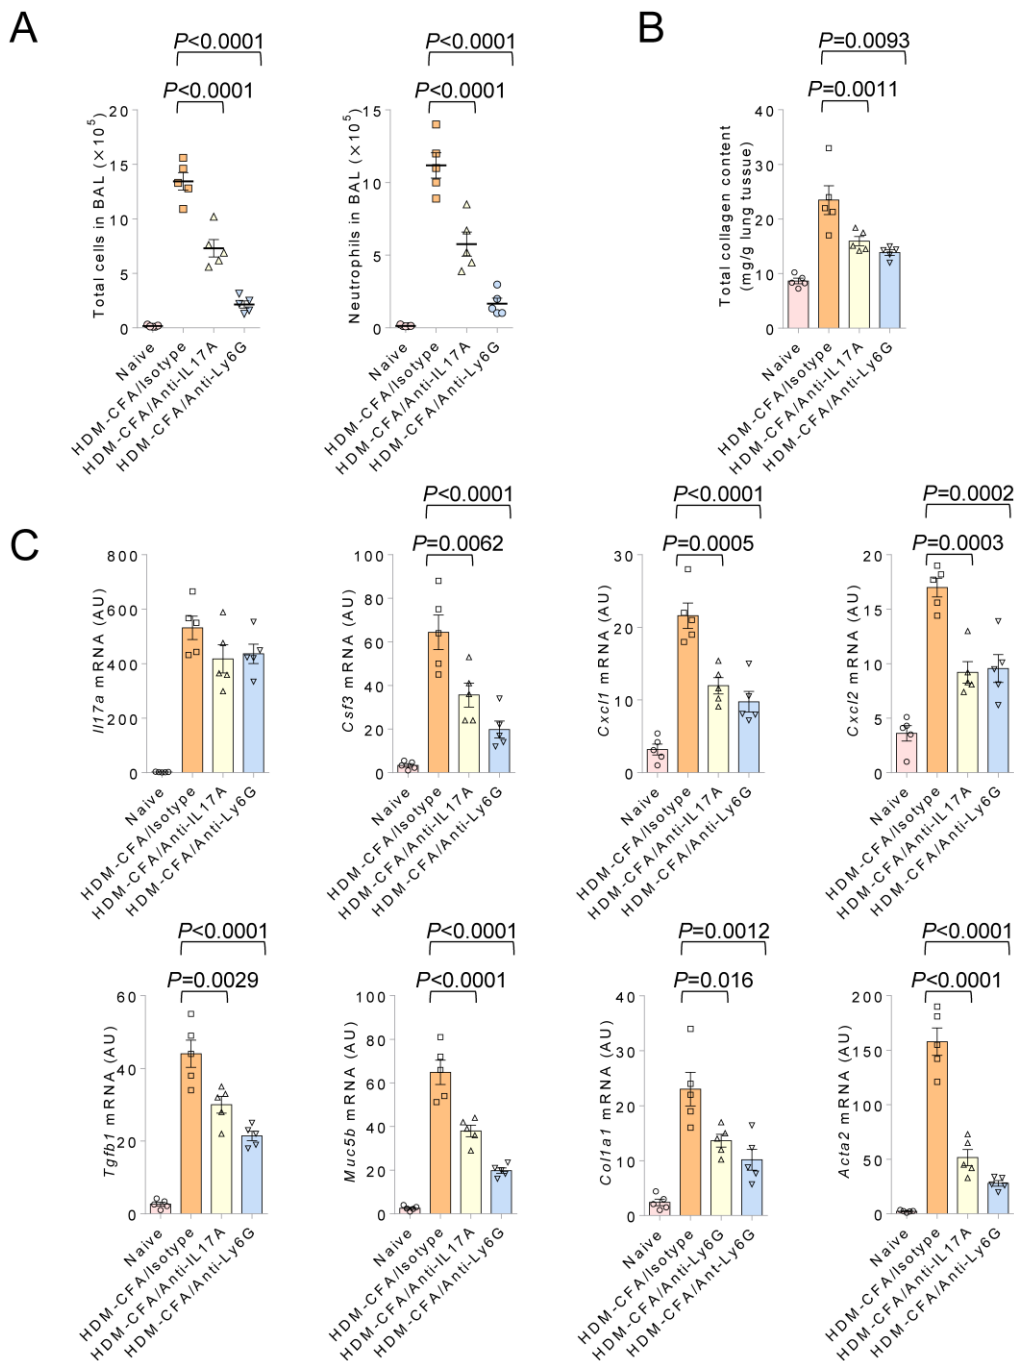 A
B
P<0.0001
P<0.0001
Total cells in BAL (×10^5)
20
15
10
5
0
Naive
HDM-CFA/Isotype
HDM-CFA/Anti-IL17A
HDM-CFA/Anti-Ly6G
P<0.0001
P<0.0001
Neutrophils in BAL (×10^5)
15
10
5
0
Naive
HDM-CFA/Isotype
HDM-CFA/Anti-IL17A
HDM-CFA/Anti-Ly6G
P=0.0093
P=0.0011
Total collagen content
(mg/g lung tussue)
40
30
20
10
0
Naive
HDM-CFA/Isotype
HDM-CFA/Anti-IL17A
HDM-CFA/Anti-Ly6G
C
Il17a mRNA (AU)
800
600
400
200
0
Naive
HDM-CFA/Isotype
HDM-CFA/Anti-IL17A
HDM-CFA/Anti-Ly6G
P<0.0001
P=0.0062
Csf3 mRNA (AU)
100
80
60
40
20
0
Naive
HDM-CFA/Isotype
HDM-CFA/Anti-IL17A
HDM-CFA/Anti-Ly6G
P<0.0001
P=0.0005
Cxcl1 mRNA (AU)
30
20
10
0
Naive
HDM-CFA/Isotype
HDM-CFA/Anti-IL17A
HDM-CFA/Anti-Ly6G
P=0.0002
P=0.0003
Cxcl2 mRNA (AU)
20
15
10
5
0
Naive
HDM-CFA/Isotype
HDM-CFA/Anti-IL17A
HDM-CFA/Anti-Ly6G
P<0.0001
P=0.0029
Tgfb1 mRNA (AU)
60
40
20
0
Naive
HDM-CFA/Isotype
HDM-CFA/Anti-IL17A
HDM-CFA/Anti-Ly6G
P<0.0001
P<0.0001
Muc5b mRNA (AU)
100
80
60
40
20
0
Naive
HDM-CFA/Isotype
HDM-CFA/Anti-IL17A
HDM-CFA/Anti-Ly6G
P=0.0012
P=0.016
Col1a1 mRNA (AU)
40
30
20
10
0
Naive
HDM-CFA/Isotype
HDM-CFA/Anti-Ly6G
HDM-CFA/Anti-Ly6G
P<0.0001
P<0.0001
Acta2 mRNA (AU)
200
150
100
50
0
Naive
HDM-CFA/Isotype
HDM-CFA/Anti-IL17A
HDM-CFA/Anti-Ly6G